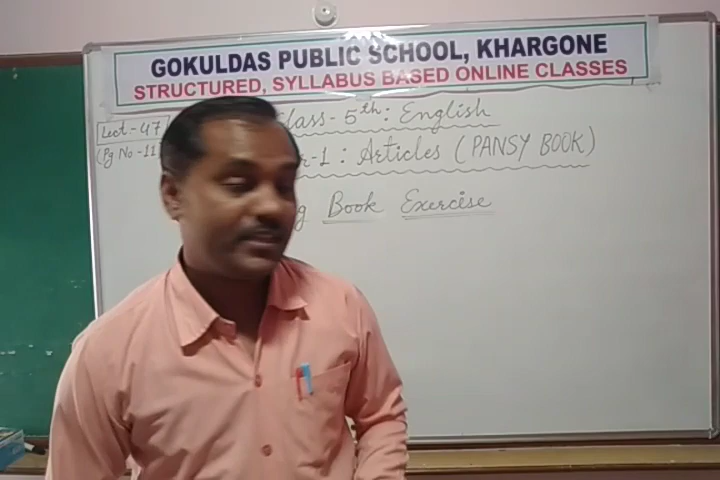 GOKULDAS PUBLIC SCHOOL, KHARGONE
STRUCTURED, SYLLABUS BASED ONLINE CLASSES
Lect-47 lass-5th: English
(Pg No-11 r-1: Articles (PANSY BOOK)
g Book Exercise